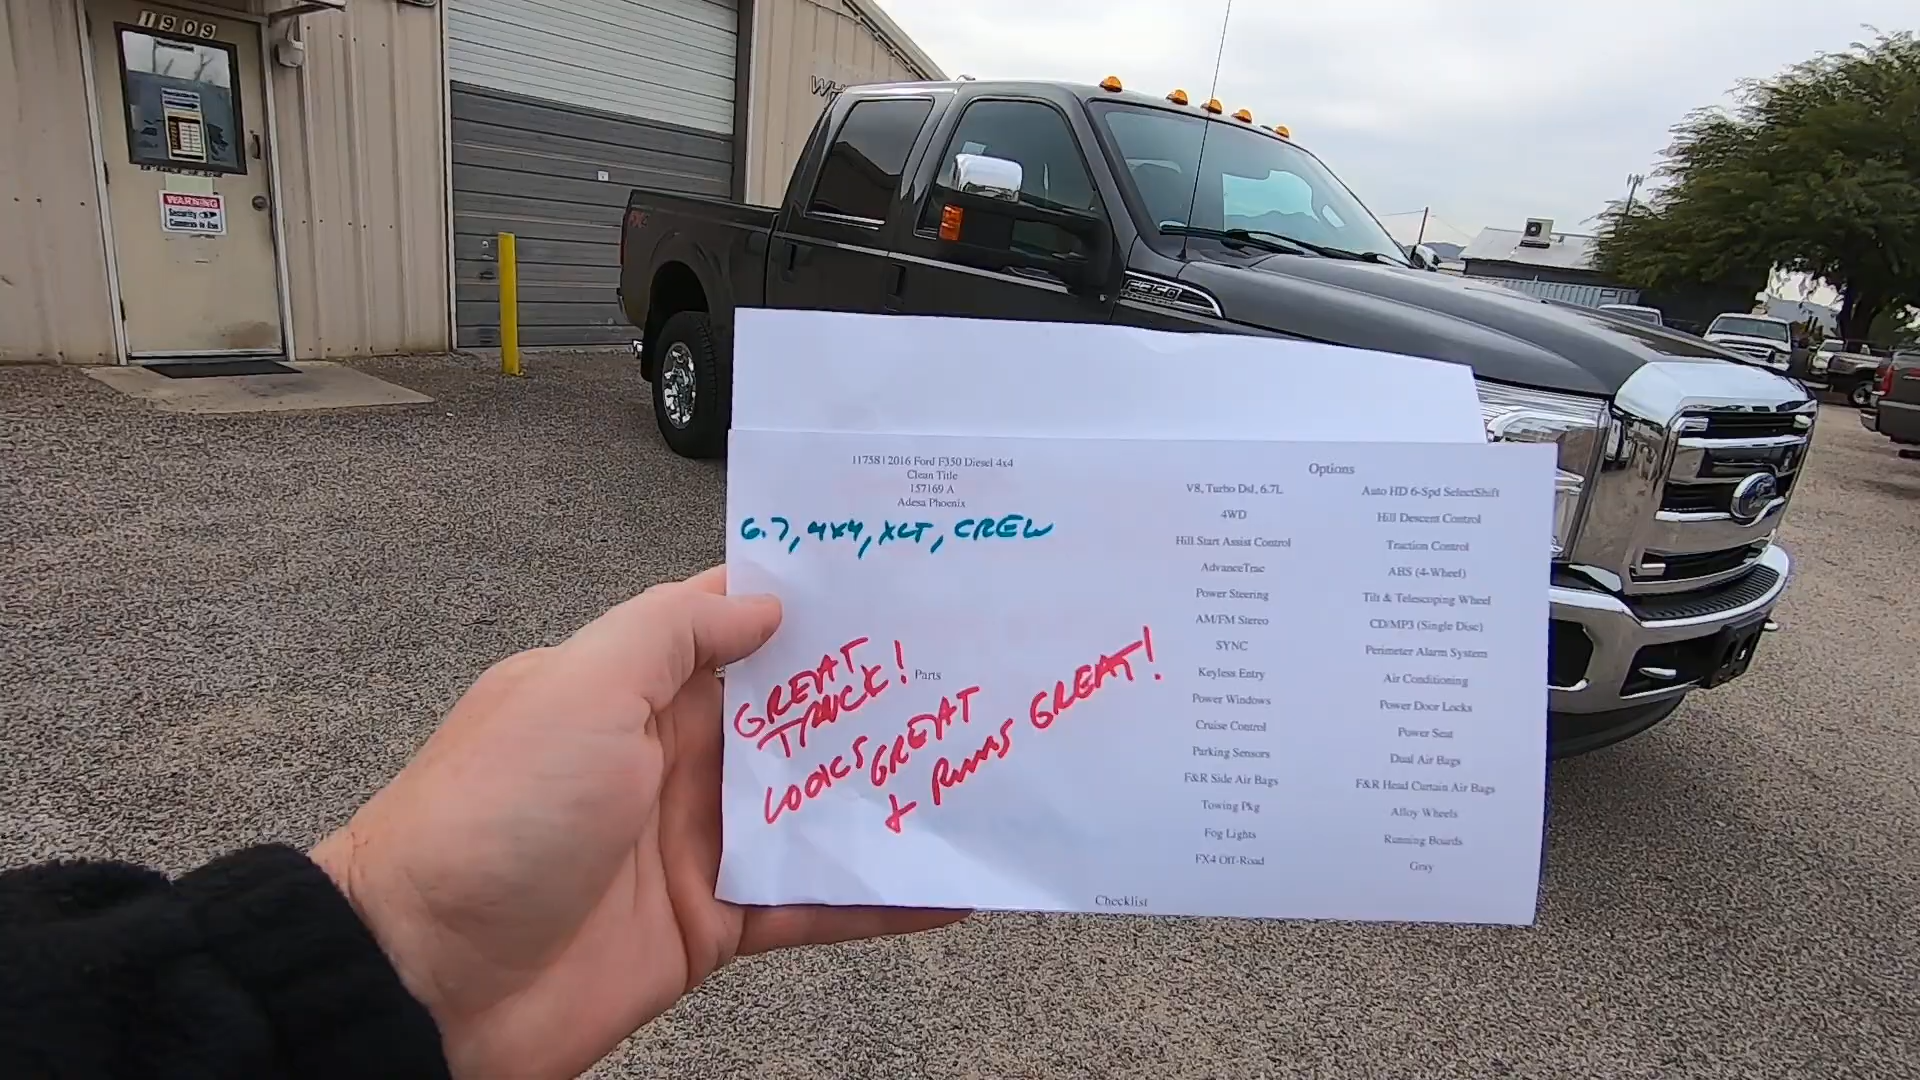 1909
WARNING
Security
Cameras in Use
FX4
F350
11758 | 2016 Ford F350 Diesel 4x4
Clean Title
157169 A
Adesa Phoenix
6.7, 4x4, XLT, CREW
GREAT
TRUCK!
LOOKS GREAT
+ Runs GREAT!
Parts
Options
V8, Turbo Dsl, 6.7L
Auto HD 6-Spd SelectShift
4WD
Hill Descent Control
Hill Start Assist Control
Traction Control
AdvanceTrac
ABS (4-Wheel)
Power Steering
Tilt & Telescoping Wheel
AM/FM Stereo
CD/MP3 (Single Disc)
SYNC
Perimeter Alarm System
Keyless Entry
Air Conditioning
Power Windows
Power Door Locks
Cruise Control
Power Seat
Parking Sensors
Dual Air Bags
F&R Side Air Bags
F&R Head Curtain Air Bags
Towing Pkg
Alloy Wheels
Fog Lights
Running Boards
FX4 Off-Road
Gray
Checklist